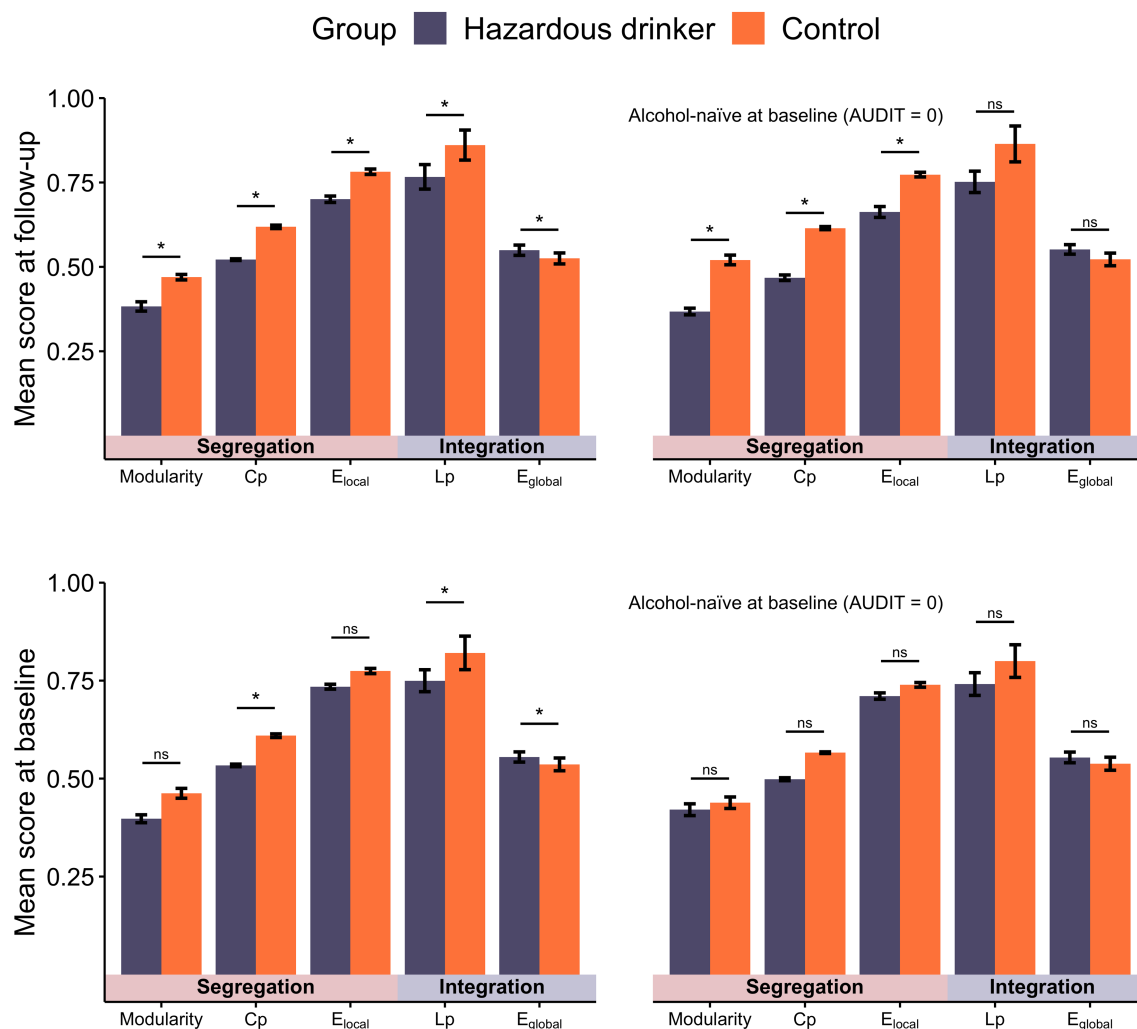 Group Hazardous drinker Control
Mean score at follow-up
1.00
0.75
0.50
0.25
* * * * *
Segregation Integration
Modularity Cp Elocal Lp Eglobal
Alcohol-naïve at baseline (AUDIT = 0)
* * * ns ns
Segregation Integration
Modularity Cp Elocal Lp Eglobal
Mean score at baseline
1.00
0.75
0.50
0.25
ns * ns * *
Segregation Integration
Modularity Cp Elocal Lp Eglobal
Alcohol-naïve at baseline (AUDIT = 0)
ns ns ns ns ns
Segregation Integration
Modularity Cp Elocal Lp Eglobal